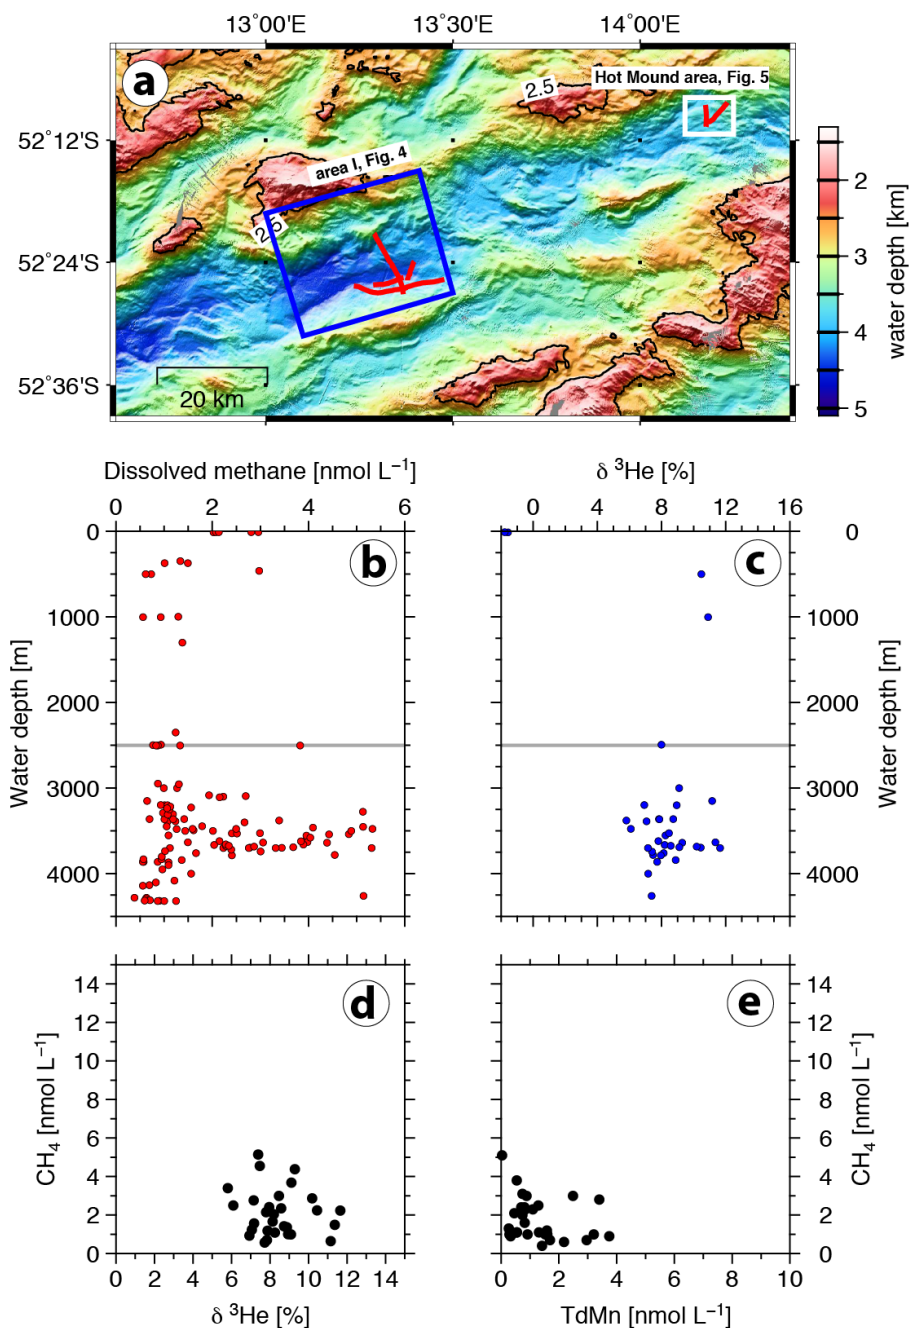 13°00'E 13°30'E 14°00'E
a
2.5
Hot Mound area, Fig. 5
52°12'S
area I, Fig. 4
2.5
52°24'S
52°36'S
20 km
2
3
4
5
water depth [km]
Dissolved methane [nmol L⁻¹]
0 2 4 6
0
1000
2000
3000
4000
Water depth [m]
b
δ ³He [%]
0 4 8 12 16
0
1000
2000
3000
4000
Water depth [m]
c
14
12
10
8
6
4
2
0
CH₄ [nmol L⁻¹]
d
0 2 4 6 8 10 12 14
δ ³He [%]
e
14
12
10
8
6
4
2
0
CH₄ [nmol L⁻¹]
0 2 4 6 8 10
TdMn [nmol L⁻¹]